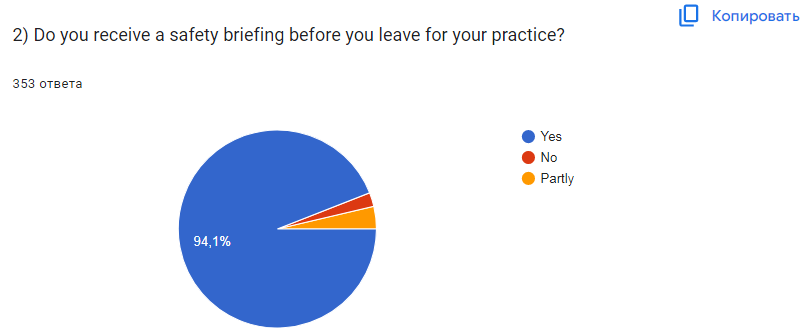 Копировать
2) Do you receive a safety briefing before you leave for your practice?
353 ответа
Yes
No
Partly
94,1%